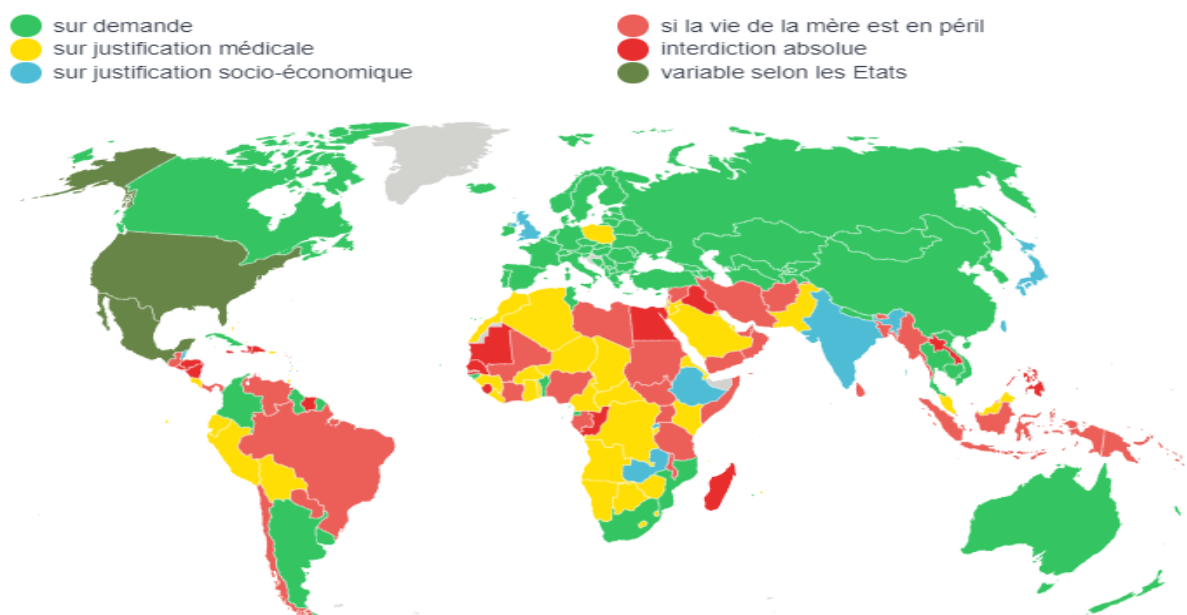 sur demande
sur justification médicale
sur justification socio-économique
si la vie de la mère est en péril
interdiction absolue
variable selon les Etats